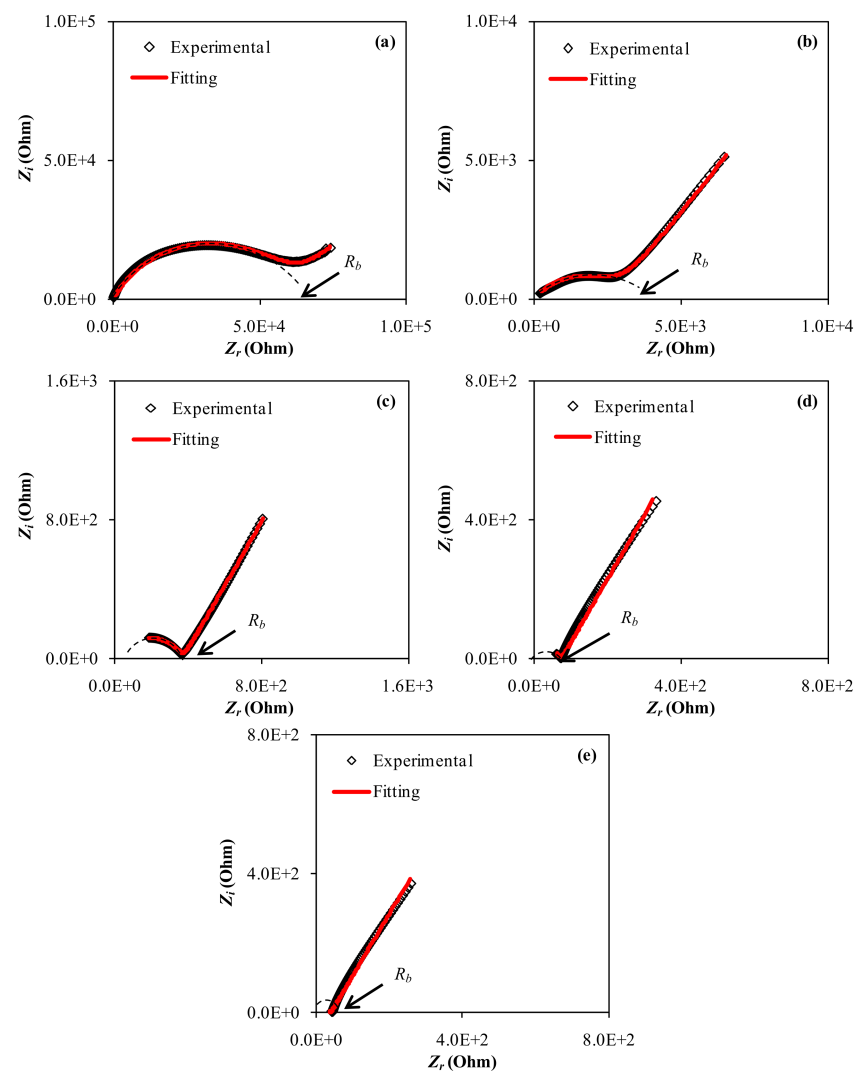 1.0E+5
Experimental
(a)
Fitting
Zi (Ohm)
5.0E+4
Rb
0.0E+0
0.0E+0 5.0E+4 1.0E+5
Zr (Ohm)
1.0E+4
Experimental
(b)
Fitting
Zi (Ohm)
5.0E+3
Rb
0.0E+0
0.0E+0 5.0E+3 1.0E+4
Zr (Ohm)
1.6E+3
Experimental
(c)
Fitting
Zi (Ohm)
8.0E+2
Rb
0.0E+0
0.0E+0 8.0E+2 1.6E+3
Zr (Ohm)
8.0E+2
Experimental
(d)
Fitting
Zi (Ohm)
4.0E+2
Rb
0.0E+0
0.0E+0 4.0E+2 8.0E+2
Zr (Ohm)
8.0E+2
Experimental
(e)
Fitting
Zi (Ohm)
4.0E+2
Rb
0.0E+0
0.0E+0 4.0E+2 8.0E+2
Zr (Ohm)